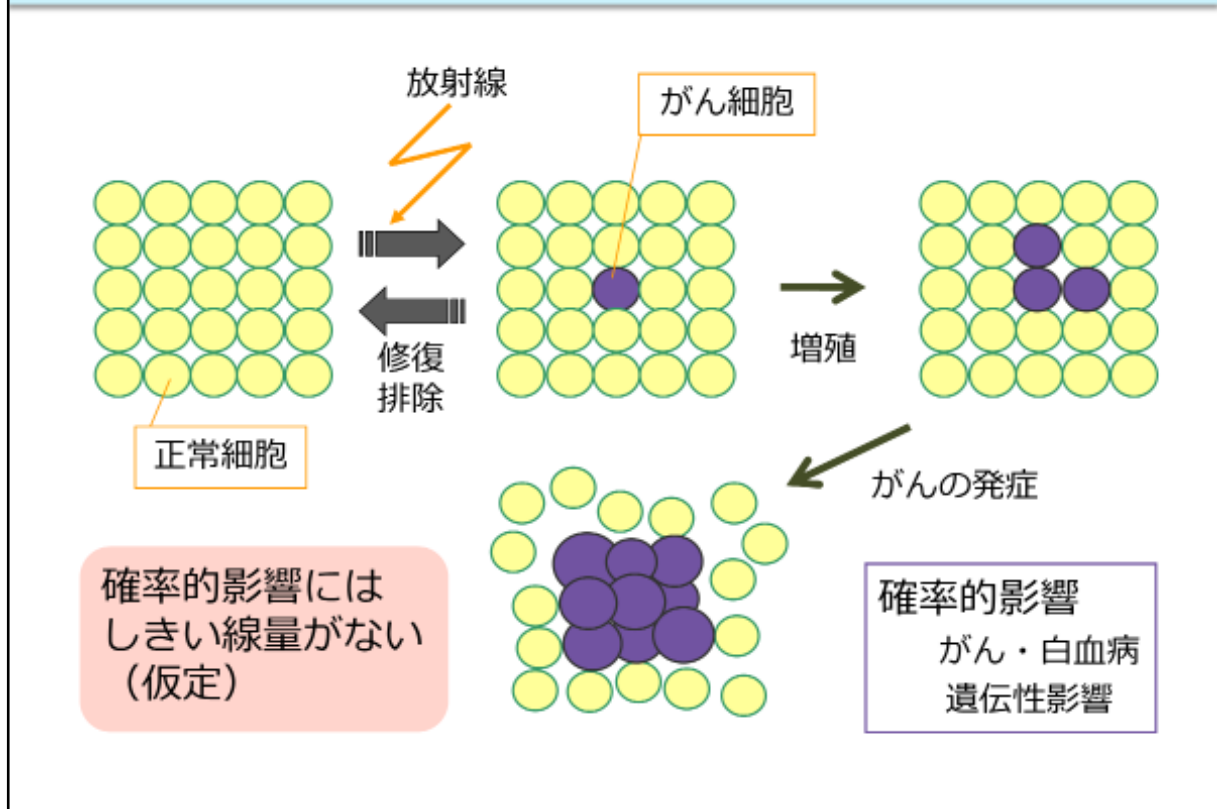 放射線
がん細胞
修復
排除
増殖
正常細胞
がんの発症
確率的影響には
しきい線量がない
（仮定）
確率的影響
がん・白血病
遺伝性影響